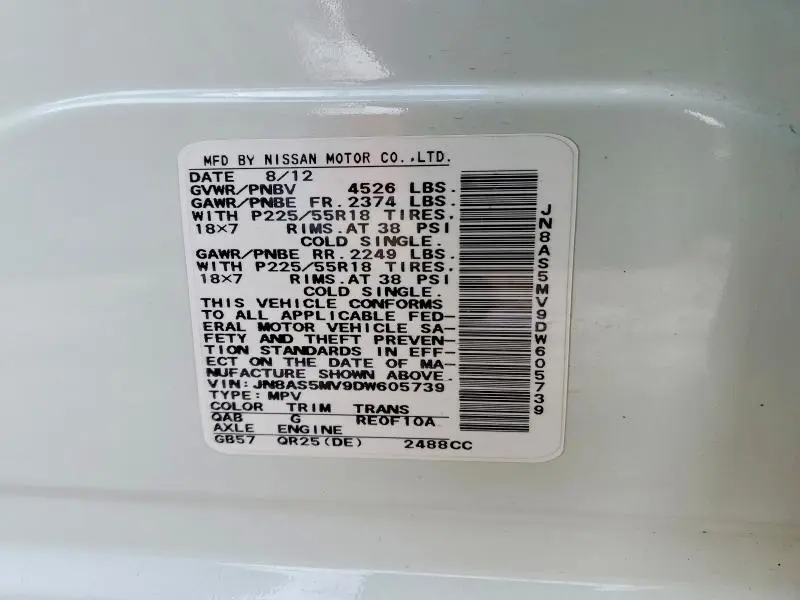 MFD BY NISSAN MOTOR CO.,LTD.
DATE 8/12
GVWR/PNBV 4526 LBS.
GAWR/PNBE FR. 2374 LBS.
WITH P225/55R18 TIRES.
18×7 RIMS.AT 38 PSI
COLD SINGLE.
GAWR/PNBE RR. 2249 LBS.
WITH P225/55R18 TIRES.
18×7 RIMS.AT 38 PSI
COLD SINGLE.
THIS VEHICLE CONFORMS
TO ALL APPLICABLE FED-
ERAL MOTOR VEHICLE SA-
FETY AND THEFT PREVEN-
TION STANDARDS IN EFF-
ECT ON THE DATE OF MA-
NUFACTURE SHOWN ABOVE.
VIN: JN8AS5MV9DW605739
TYPE: MPV
COLOR TRIM TRANS
QAB G RE0F10A
AXLE ENGINE
GB57 QR25(DE) 2488CC
JN8AS5MV9DW605739